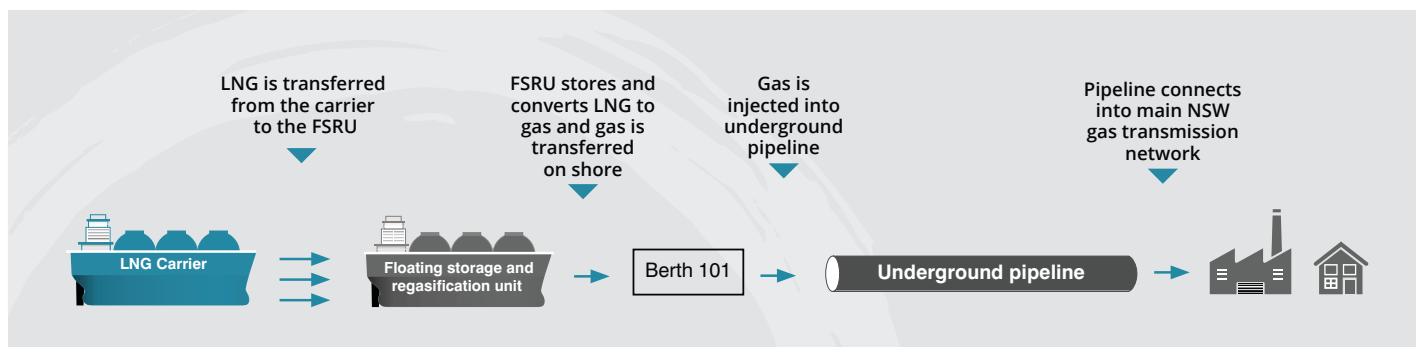 LNG is transferred
from the carrier
to the FSRU
FSRU stores and
converts LNG to
gas and gas is
transferred
on shore
Gas is
injected into
underground
pipeline
Pipeline connects
into main NSW
gas transmission
network
LNG Carrier
Floating storage and
regasification unit
Berth 101
Underground pipeline